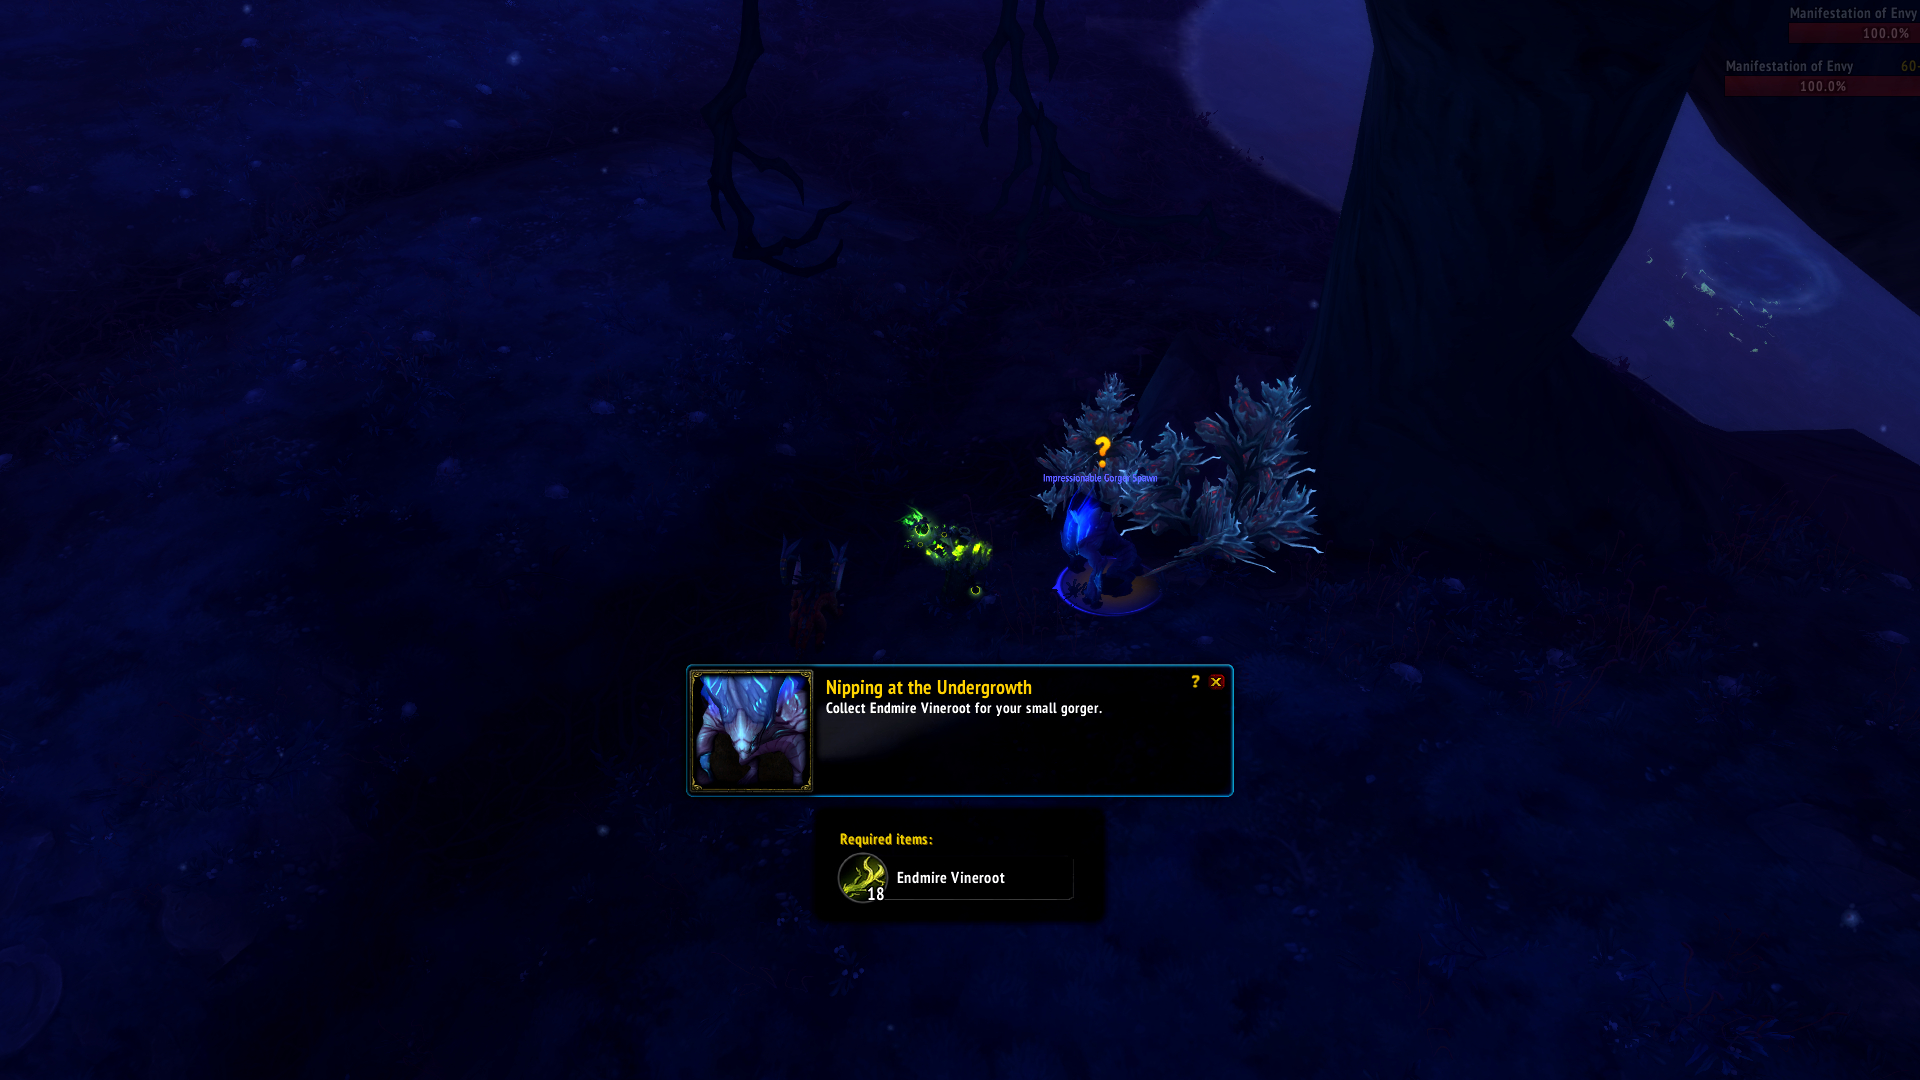 Manifestation of Envy
100.0%
Manifestation of Envy 60-
100.0%
?
Impressionable Gorger Spawn
Nipping at the Undergrowth ?
Collect Endmire Vineroot for your small gorger.
Required items:
18 Endmire Vineroot